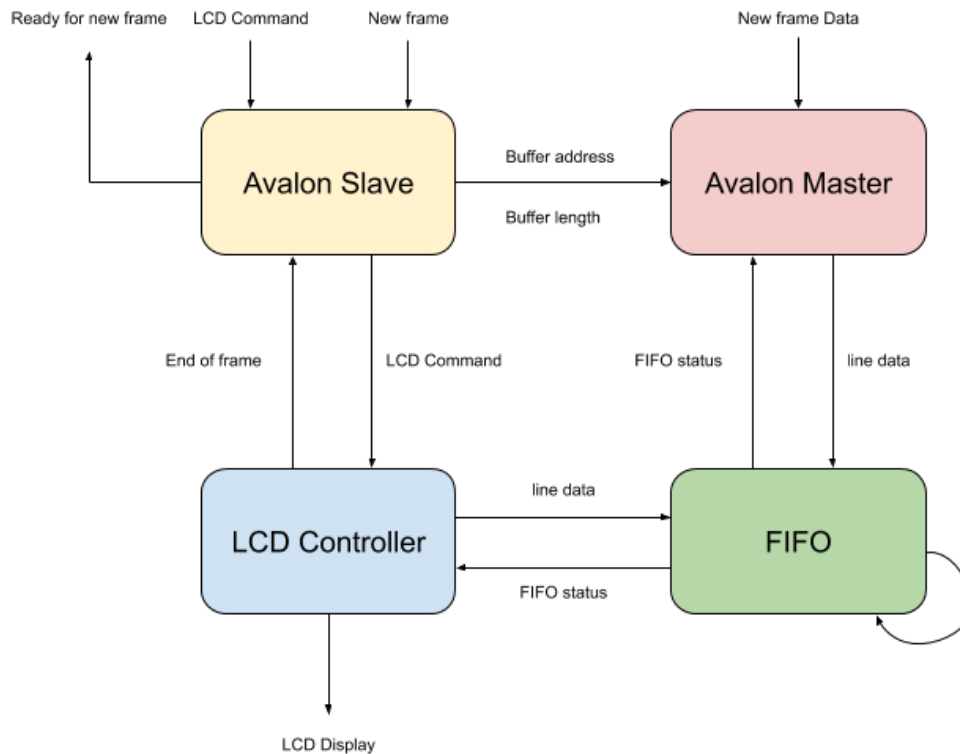 Ready for new frame
LCD Command
New frame
New frame Data
Avalon Slave
Buffer address
Buffer length
Avalon Master
End of frame
LCD Command
FIFO status
line data
LCD Controller
line data
FIFO status
FIFO
LCD Display